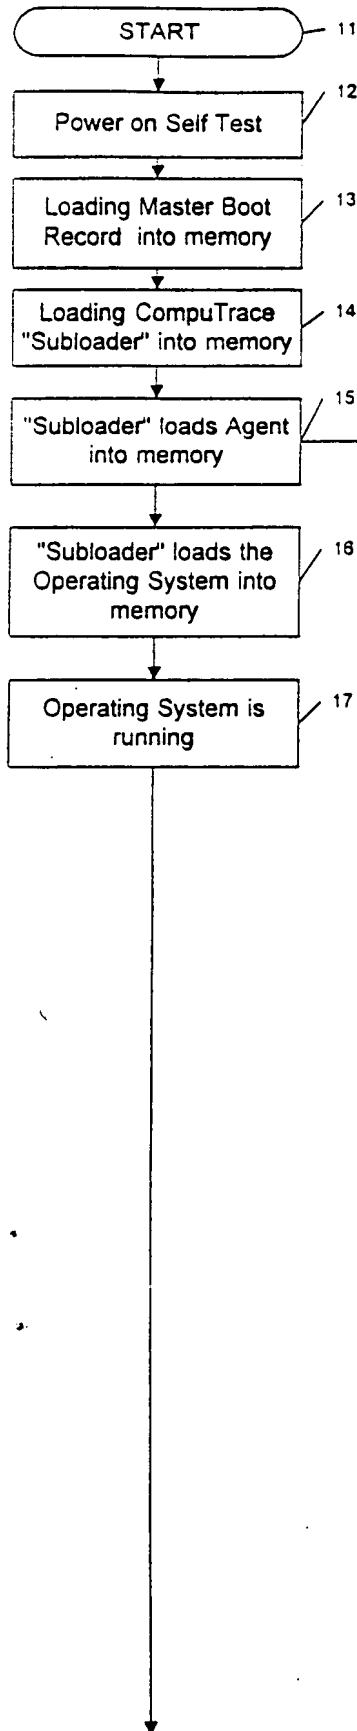 START
11
Power on Self Test
12
Loading Master Boot
Record into memory
13
Loading CompuTrace
"Subloader" into memory
14
"Subloader" loads Agent
into memory
15
"Subloader" loads the
Operating System into
memory
16
Operating System is
running
17